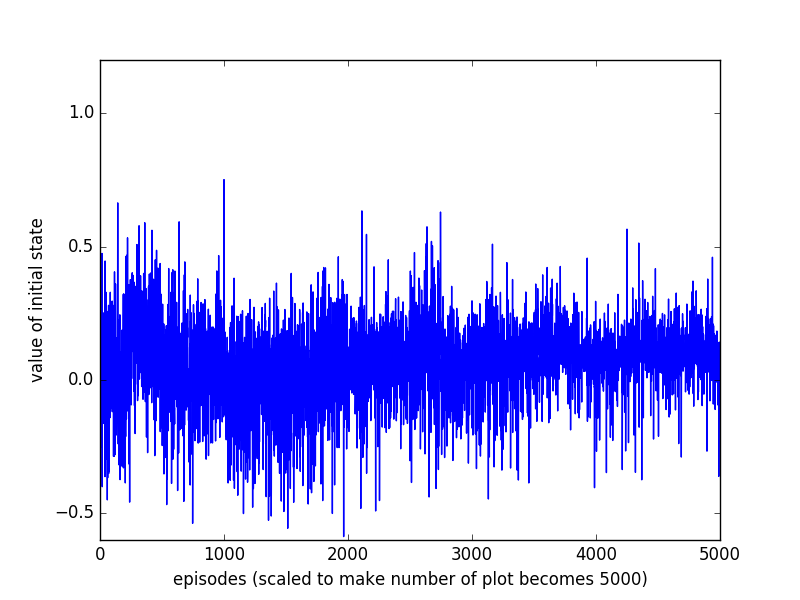 1.0
0.5
0.0
−0.5
value of initial state
0 1000 2000 3000 4000 5000
episodes (scaled to make number of plot becomes 5000)